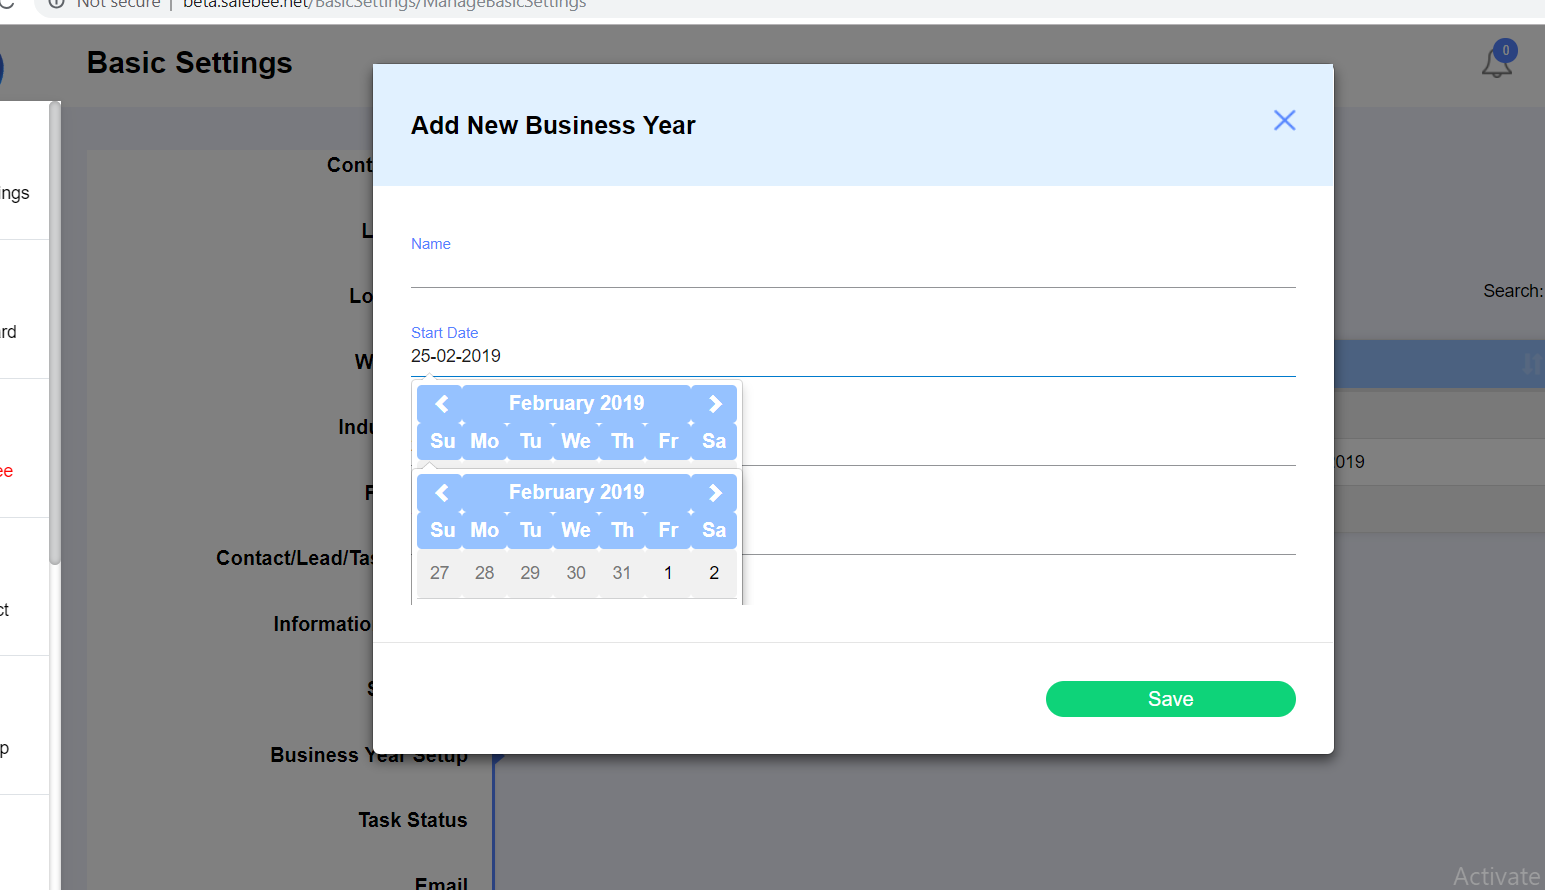 Not secure | beta.salebee.net/BasicSettings/ManageBasicSettings
Basic Settings
0
Add New Business Year
Cont
ings
L
Name
Lo
Search:
Start Date
rd
25-02-2019
W
February 2019
Indu
Su Mo Tu We Th Fr Sa
019
ee
F
February 2019
Su Mo Tu We Th Fr Sa
Contact/Lead/Tas
27 28 29 30 31 1 2
ct
Informatio
S
Save
p
Business Year Setup
Task Status
Email
Activate